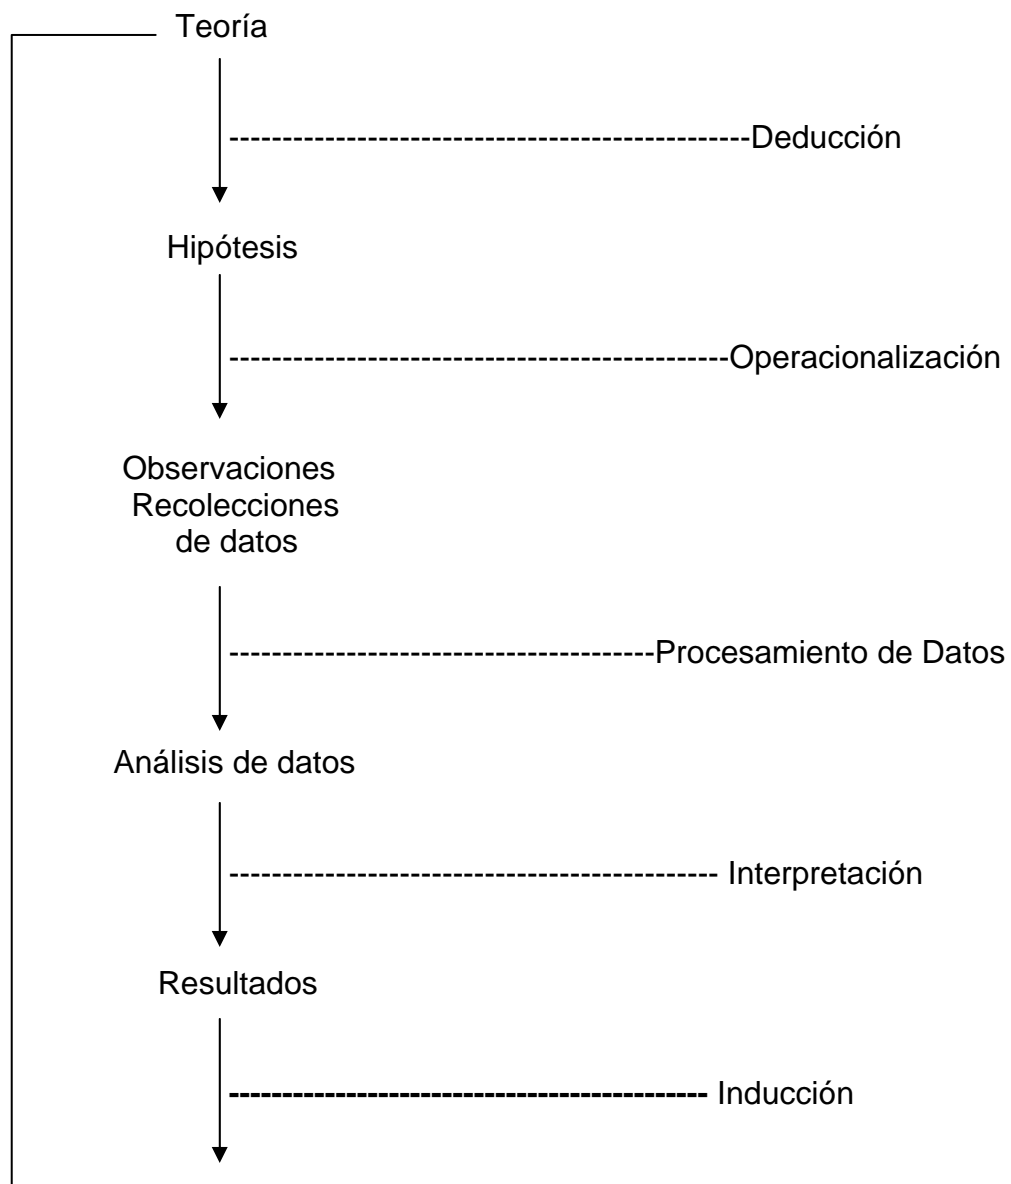 Teoría
Deducción
Hipótesis
Operacionalización
Observaciones
Recolecciones
de datos
Procesamiento de Datos
Análisis de datos
Interpretación
Resultados
Inducción